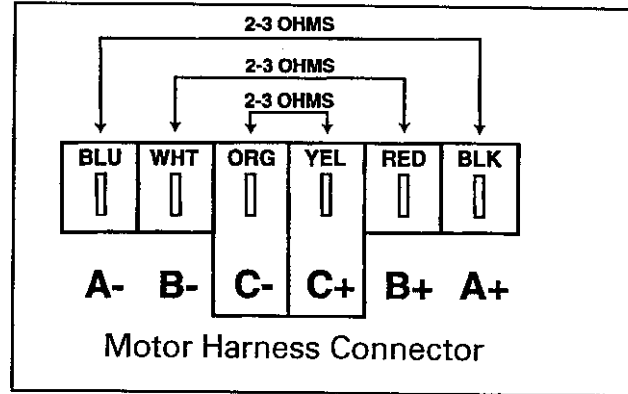 2-3 OHMS
2-3 OHMS
2-3 OHMS
BLU WHT ORG YEL RED BLK
A- B- C- C+ B+ A+
Motor Harness Connector